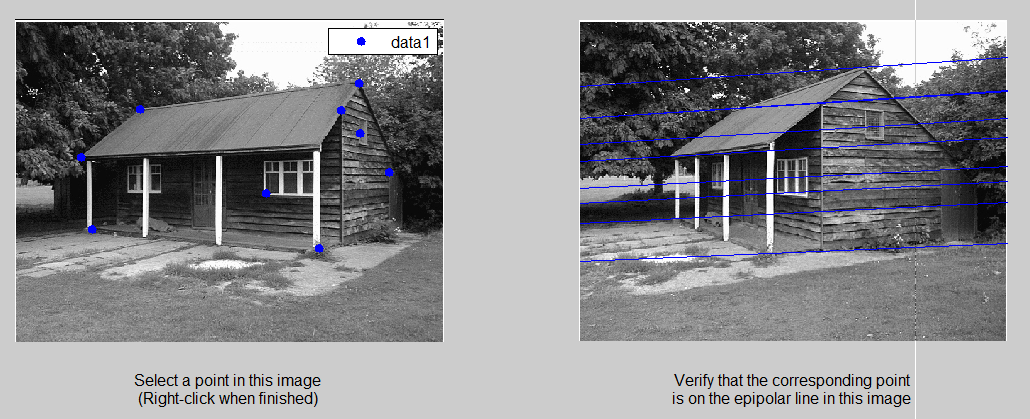 data1
Select a point in this image
(Right-click when finished)
Verify that the corresponding point
is on the epipolar line in this image